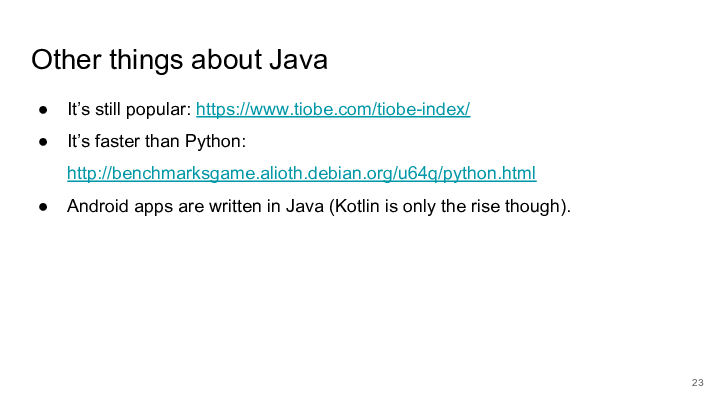 Other things about Java
● It’s still popular: https://www.tiobe.com/tiobe-index/
● It’s faster than Python:
http://benchmarksgame.alioth.debian.org/u64q/python.html
● Android apps are written in Java (Kotlin is only the rise though).
23